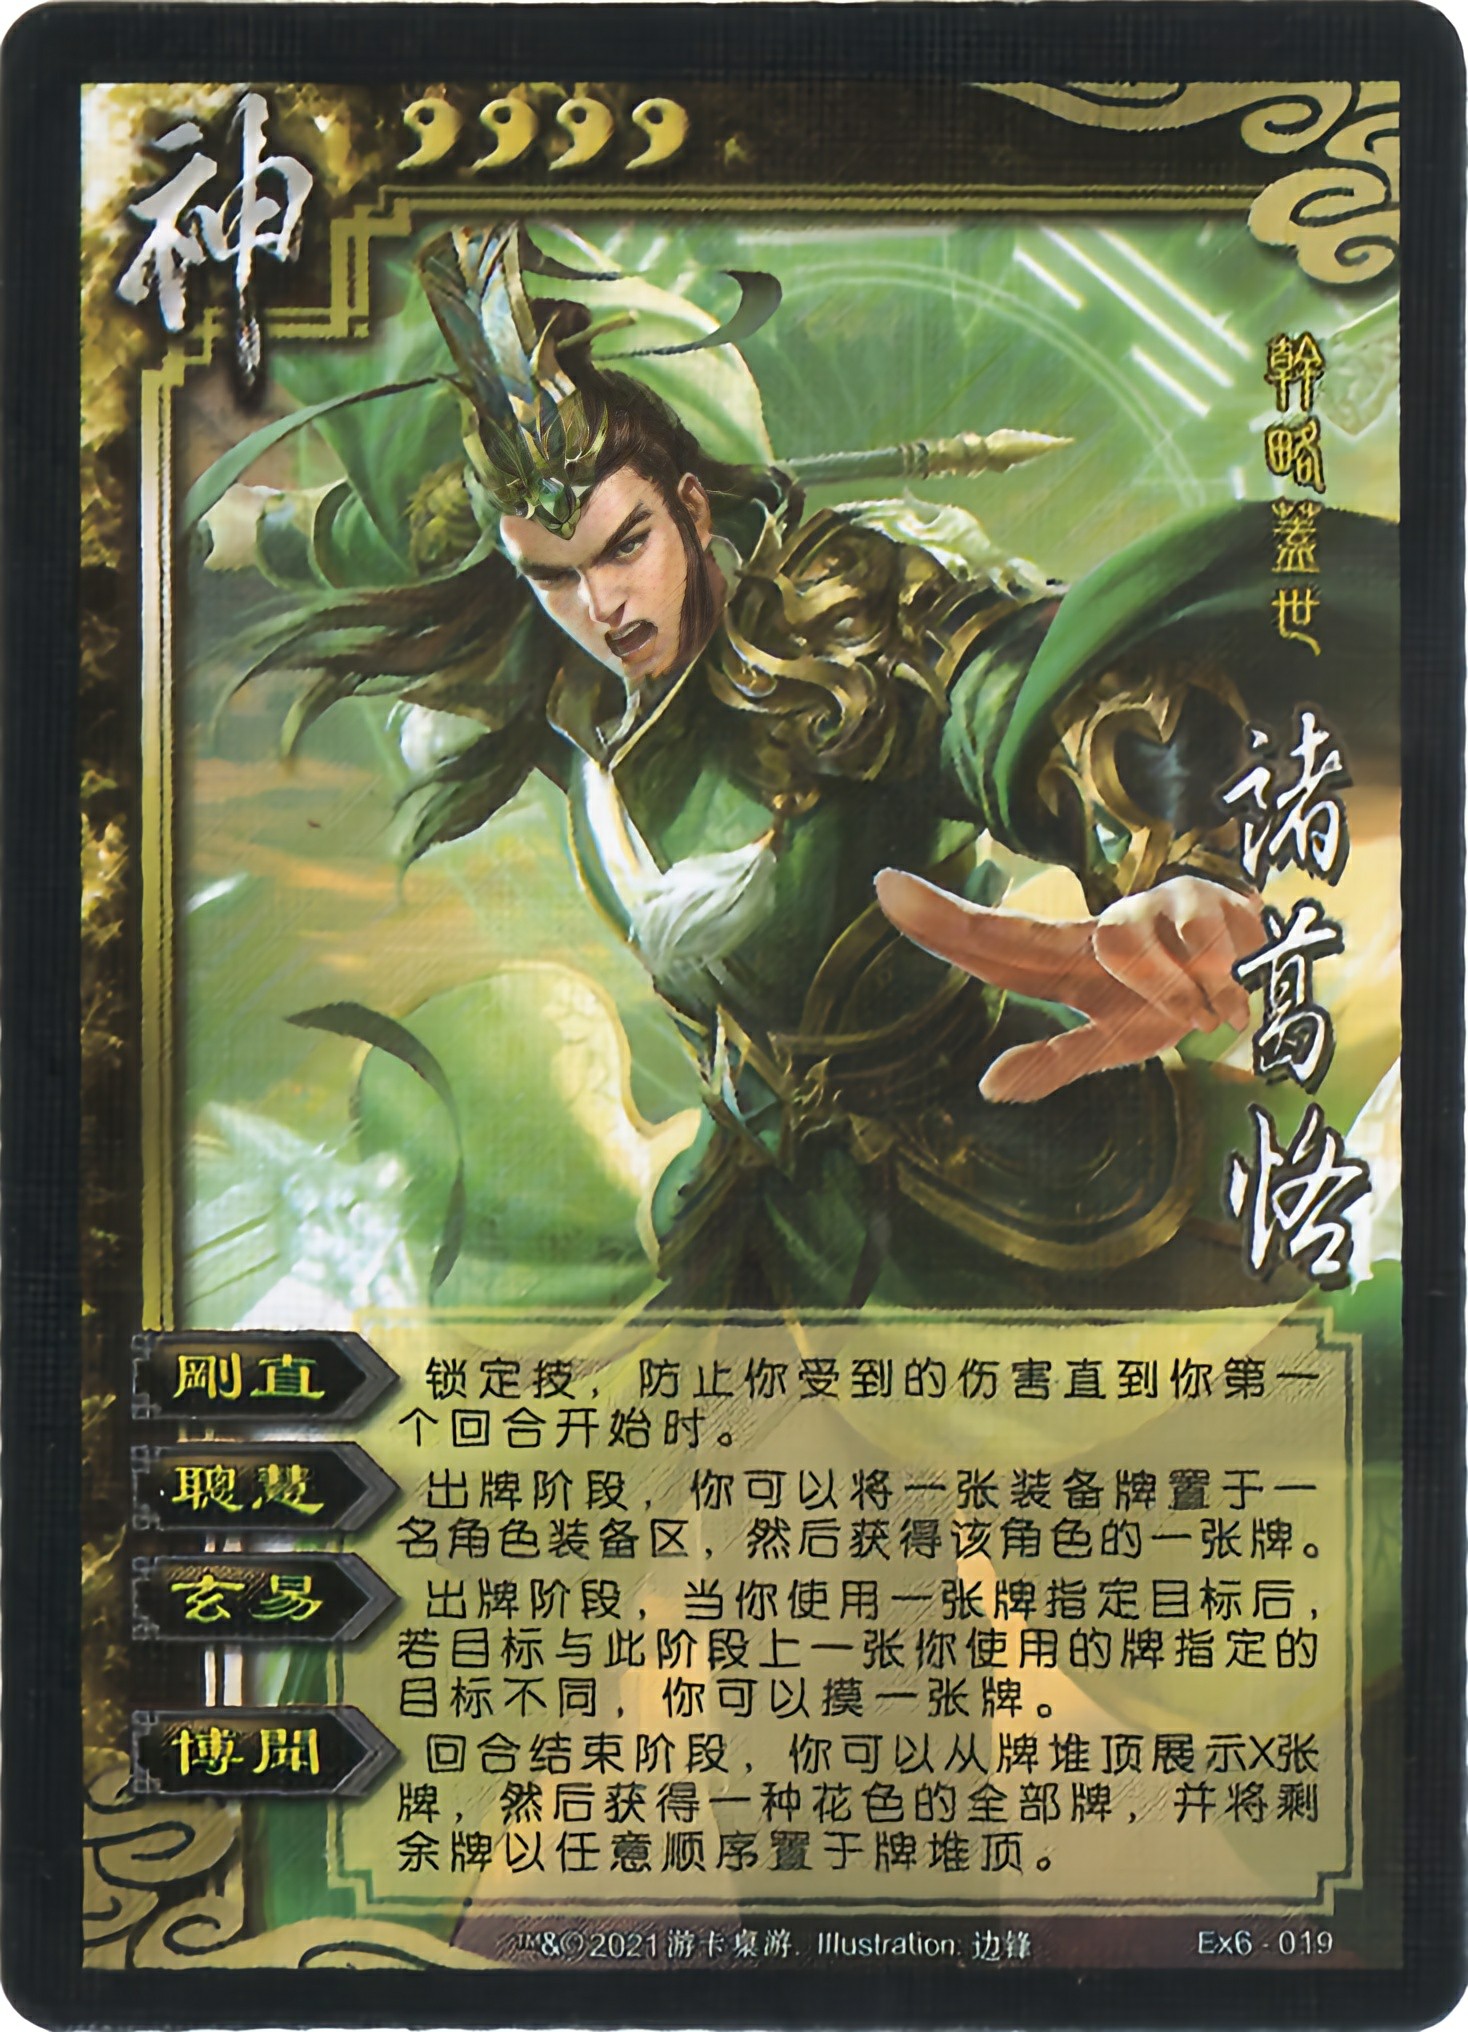 神
幹略蓋世
諸葛恪
剛直
锁定技，防止你受到的伤害直到你第一
个回合开始时。
聰慧
出牌阶段，你可以将一张装备牌置于一
名角色装备区，然后获得该角色的一张牌。
玄易
出牌阶段，当你使用一张牌指定目标后，
若目标与此阶段上一张你使用的牌指定的
目标不同，你可以摸一张牌。
博聞
回合结束阶段，你可以从牌堆顶展示X张
牌，然后获得一种花色的全部牌，并将剩
余牌以任意顺序置于牌堆顶。
™&©2021游卡桌游. Illustration: 边锋
Ex6 - 019